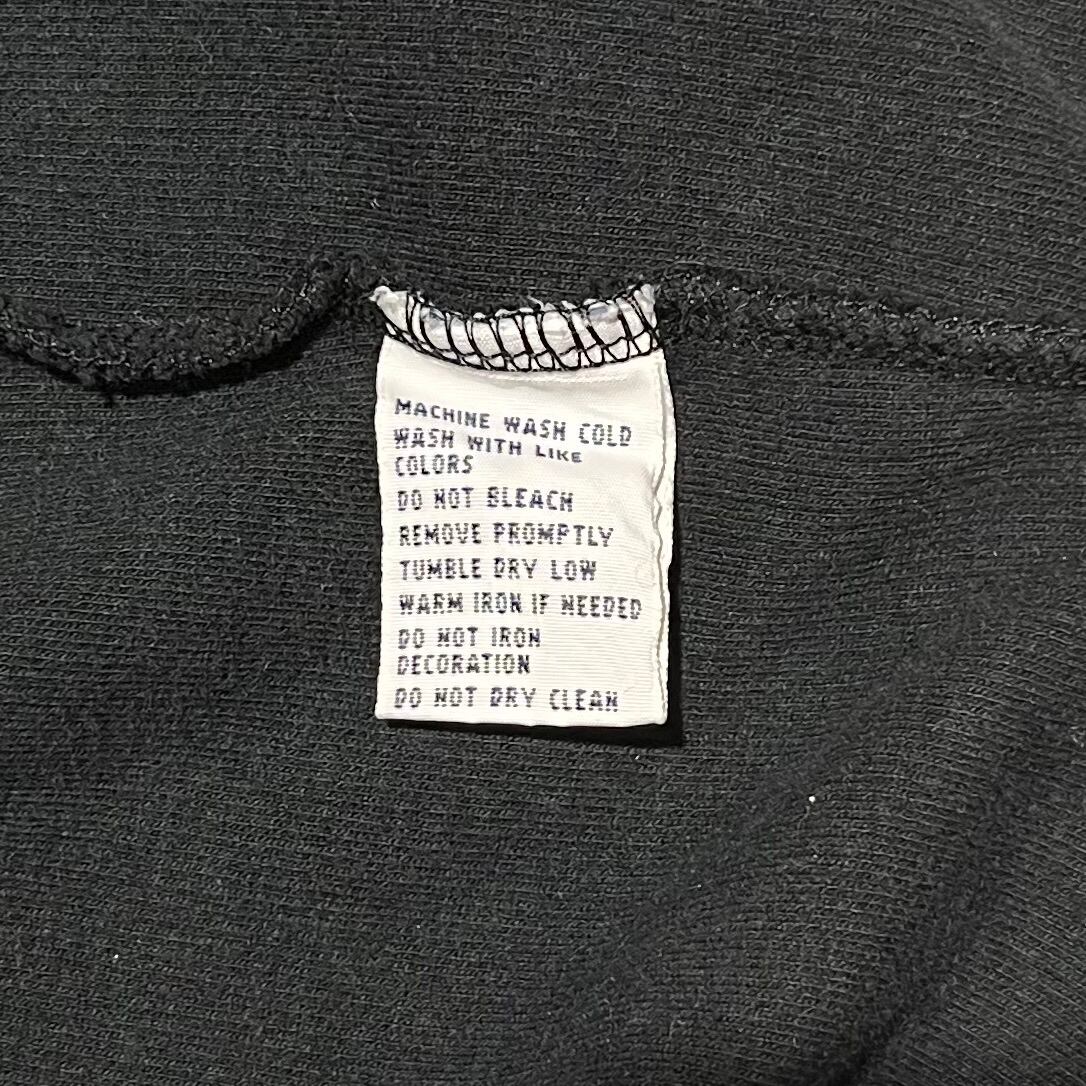 MACHINE WASH COLD
WASH WITH LIKE
COLORS
DO NOT BLEACH
REMOVE PROMPTLY
TUMBLE DRY LOW
WARM IRON IF NEEDED
DO NOT IRON
DECORATION
DO NOT DRY CLEAN